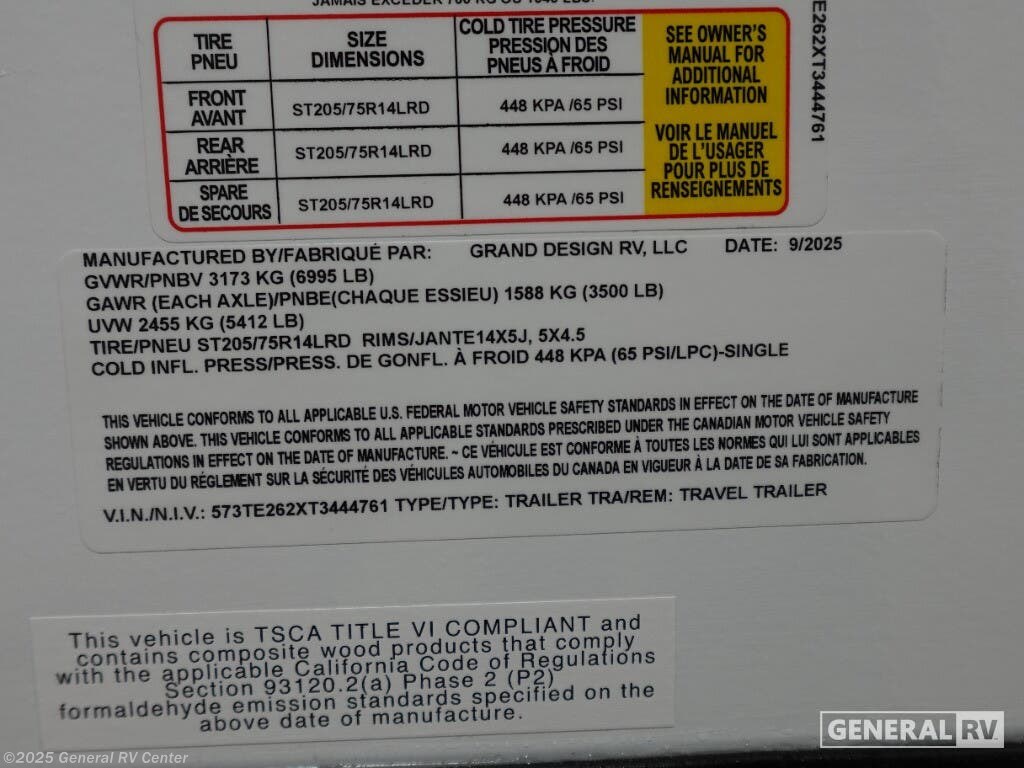 JAMAIS EXCÉDER 700 KG OU 1545 LBS.
TIRE PNEU
SIZE DIMENSIONS
COLD TIRE PRESSURE PRESSION DES PNEUS À FROID
SEE OWNER'S MANUAL FOR ADDITIONAL INFORMATION
FRONT AVANT
ST205/75R14LRD
448 KPA /65 PSI
REAR ARRIÈRE
ST205/75R14LRD
448 KPA /65 PSI
VOIR LE MANUEL DE L'USAGER POUR PLUS DE RENSEIGNEMENTS
SPARE DE SECOURS
ST205/75R14LRD
448 KPA /65 PSI
E262XT3444761
MANUFACTURED BY/FABRIQUÉ PAR: GRAND DESIGN RV, LLC DATE: 9/2025
GVWR/PNBV 3173 KG (6995 LB)
GAWR (EACH AXLE)/PNBE(CHAQUE ESSIEU) 1588 KG (3500 LB)
UVW 2455 KG (5412 LB)
TIRE/PNEU ST205/75R14LRD RIMS/JANTE14X5J, 5X4.5
COLD INFL. PRESS/PRESS. DE GONFL. À FROID 448 KPA (65 PSI/LPC)-SINGLE
THIS VEHICLE CONFORMS TO ALL APPLICABLE U.S. FEDERAL MOTOR VEHICLE SAFETY STANDARDS IN EFFECT ON THE DATE OF MANUFACTURE
SHOWN ABOVE. THIS VEHICLE CONFORMS TO ALL APPLICABLE STANDARDS PRESCRIBED UNDER THE CANADIAN MOTOR VEHICLE SAFETY
REGULATIONS IN EFFECT ON THE DATE OF MANUFACTURE. ~ CE VÉHICULE EST CONFORME À TOUTES LES NORMES QUI LUI SONT APPLICABLES
EN VERTU DU RÉGLEMENT SUR LA SÉCURITÉ DES VÉHICULES AUTOMOBILES DU CANADA EN VIGUEUR À LA DATE DE SA FABRICATION.
V.I.N./N.I.V.: 573TE262XT3444761 TYPE/TYPE: TRAILER TRA/REM: TRAVEL TRAILER
This vehicle is TSCA TITLE VI COMPLIANT and
contains composite wood products that comply
with the applicable California Code of Regulations
Section 93120.2(a) Phase 2 (P2)
formaldehyde emission standards specified on the
above date of manufacture.
GENERAL RV
©2025 General RV Center